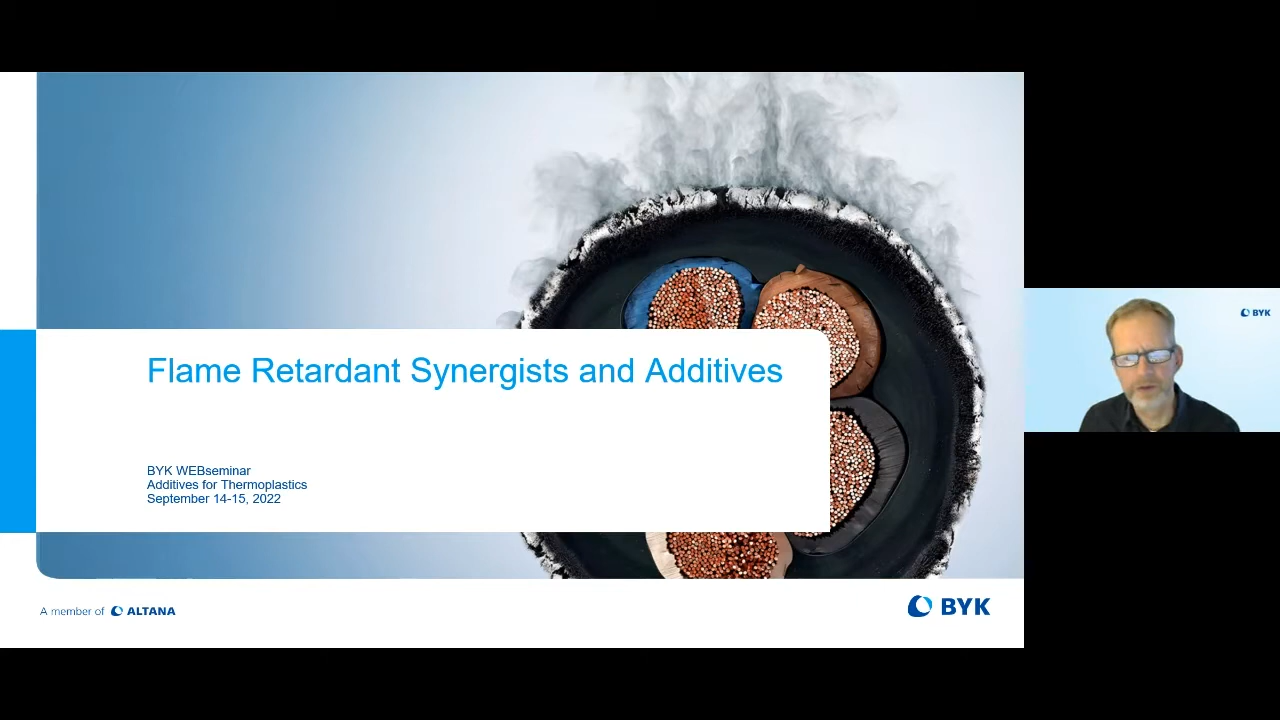 Flame Retardant Synergists and Additives
BYK WEBseminar
Additives for Thermoplastics
September 14-15, 2022
A member of ALTANA
BYK
BYK